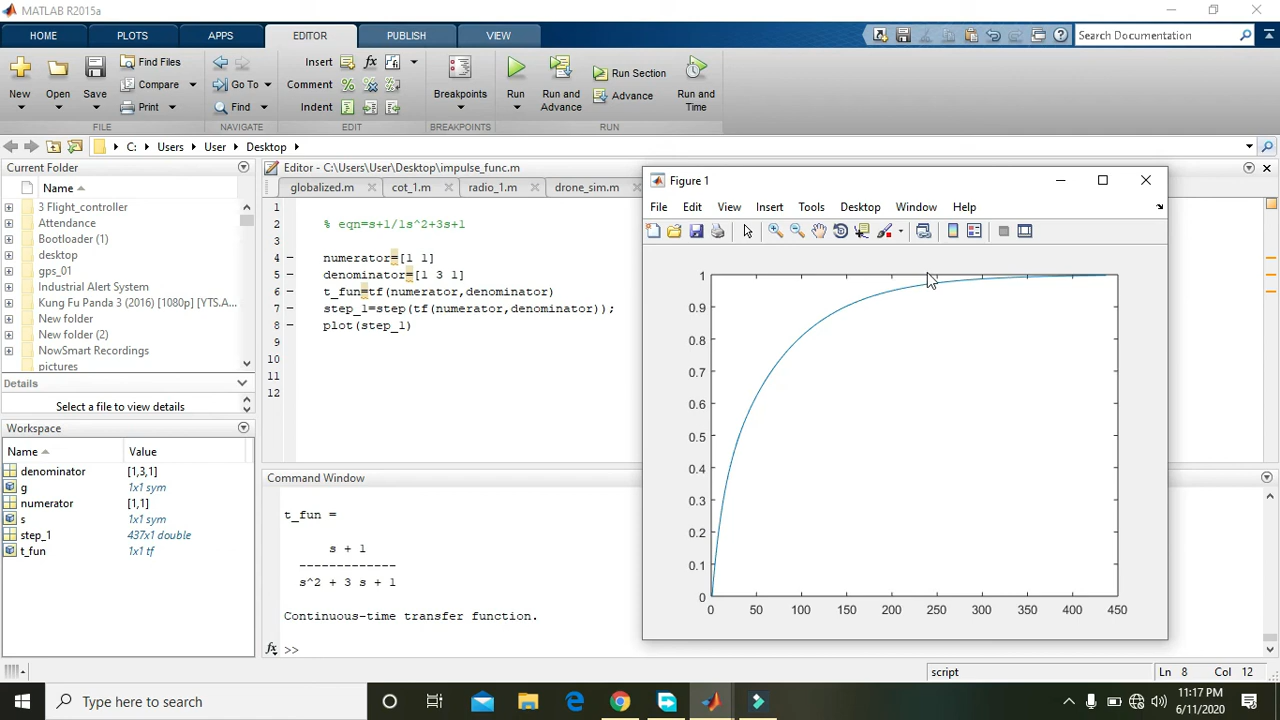 MATLAB R2015a
HOME PLOTS APPS EDITOR PUBLISH VIEW Search Documentation
New Open Save Find Files Compare Print Go To Find Insert fx Comment Indent Breakpoints Run Run and Advance Run Section Advance Run and Time
FILE NAVIGATE EDIT BREAKPOINTS RUN
C: Users User Desktop
Current Folder
Name
3 Flight_controller
Attendance
Bootloader (1)
desktop
gps_01
Industrial Alert System
Kung Fu Panda 3 (2016) [1080p] [YTS.A
New folder
New folder (2)
NowSmart Recordings
pictures
Details
Select a file to view details
Workspace
Name Value
denominator [1,3,1]
g 1x1 sym
numerator [1,1]
s 1x1 sym
step_1 437x1 double
t_fun 1x1 tf
Editor - C:\Users\User\Desktop\impulse_func.m
globalized.m cot_1.m radio_1.m drone_sim.m
1
2 % eqn=s+1/1s^2+3s+1
3
4 numerator=[1 1]
5 denominator=[1 3 1]
6 t_fun=tf(numerator,denominator)
7 step_1=step(tf(numerator,denominator));
8 plot(step_1)
9
10
11
12
Command Window
t_fun =
s + 1
-------------
s^2 + 3 s + 1
Continuous-time transfer function.
fx >>
Figure 1
File Edit View Insert Tools Desktop Window Help
1
0.9
0.8
0.7
0.6
0.5
0.4
0.3
0.2
0.1
0
0 50 100 150 200 250 300 350 400 450
script Ln 8 Col 12
Type here to search
11:17 PM
6/11/2020